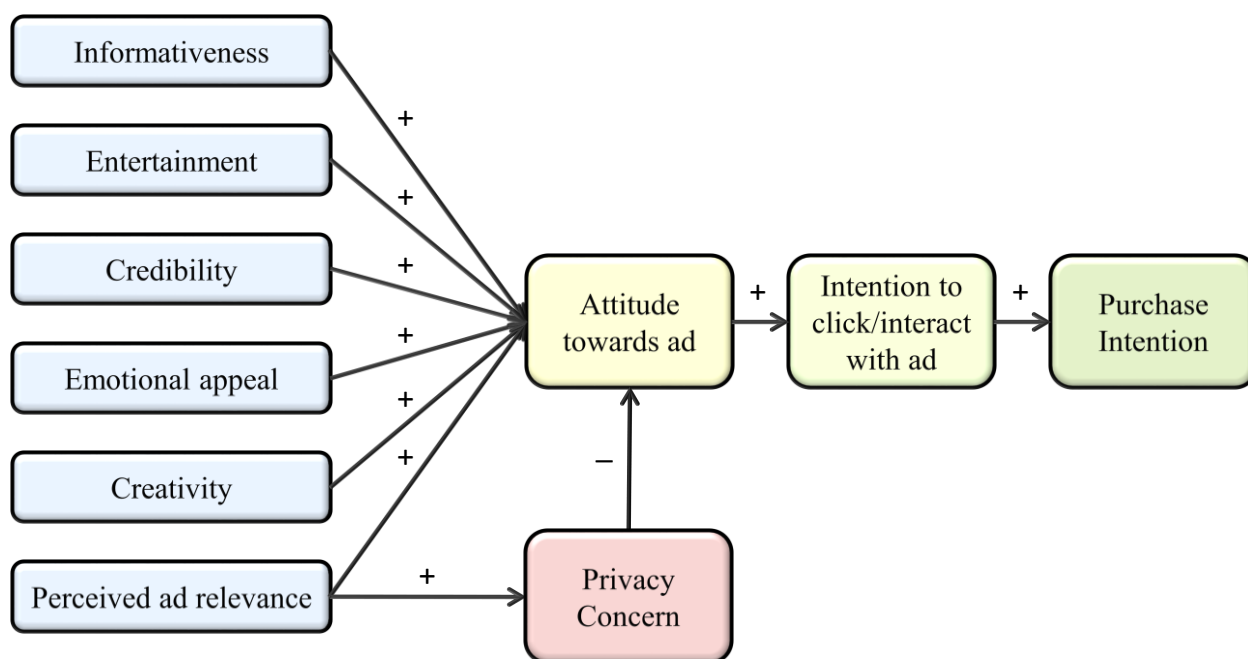 Informativeness
+
Entertainment
+
Credibility
+
Attitude
towards ad
+
Intention to
click/interact
with ad
+
Purchase
Intention
Emotional appeal
+
Creativity
+
+
–
Perceived ad relevance
+
Privacy
Concern